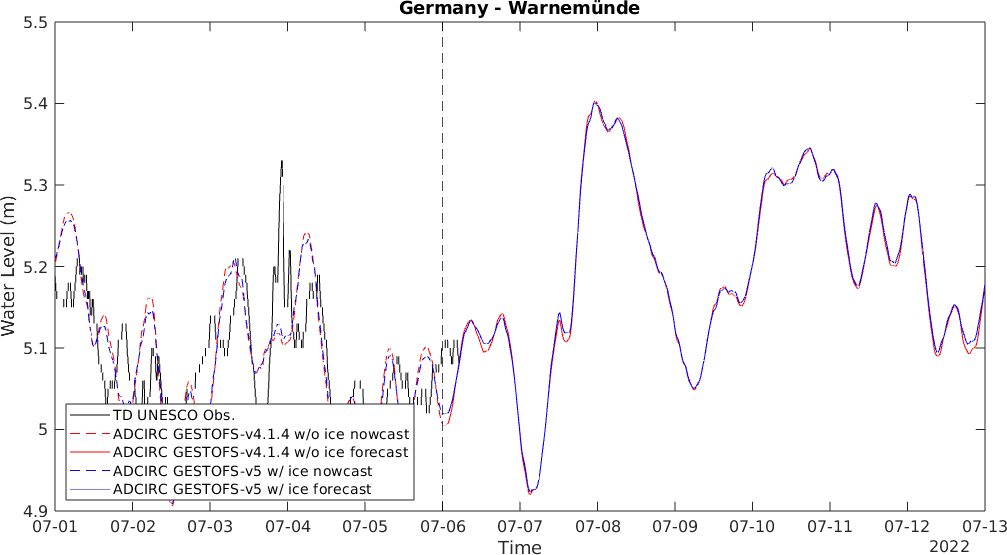 Germany - Warnemünde
Water Level (m)
5.5
5.4
5.3
5.2
5.1
5
4.9
TD UNESCO Obs.
ADCIRC GESTOFS-v4.1.4 w/o ice nowcast
ADCIRC GESTOFS-v4.1.4 w/o ice forecast
ADCIRC GESTOFS-v5 w/ ice nowcast
ADCIRC GESTOFS-v5 w/ ice forecast
07-01 07-02 07-03 07-04 07-05 07-06 07-07 07-08 07-09 07-10 07-11 07-12 07-13
Time
2022